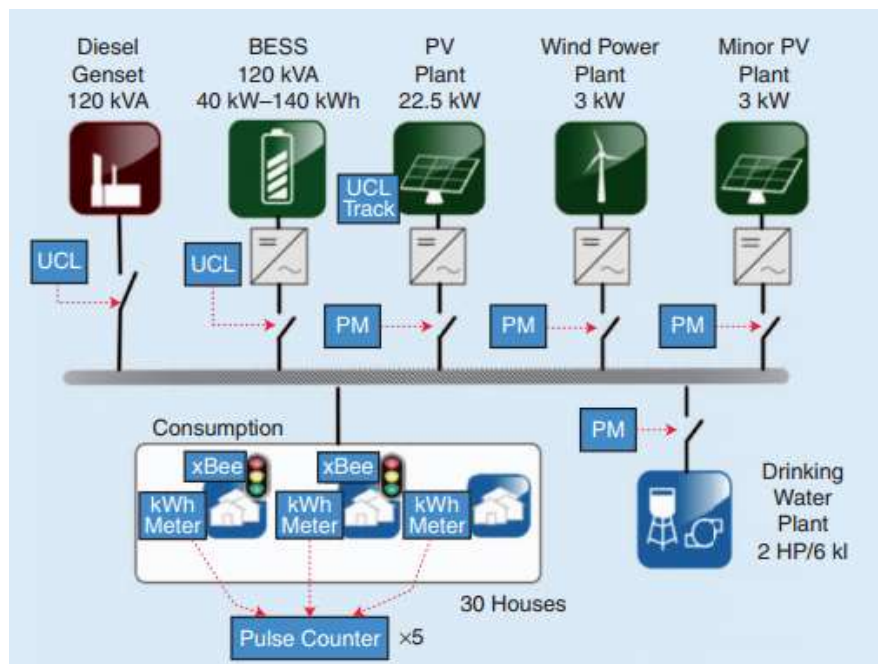 Diesel
Genset
120 kVA
BESS
120 kVA
40 kW–140 kWh
PV
Plant
22.5 kW
Wind Power
Plant
3 kW
Minor PV
Plant
3 kW
UCL
Track
UCL
UCL
PM
PM
PM
Consumption
PM
xBee
xBee
kWh
Meter
kWh
Meter
kWh
Meter
Drinking
Water
Plant
2 HP/6 kl
30 Houses
Pulse Counter
×5